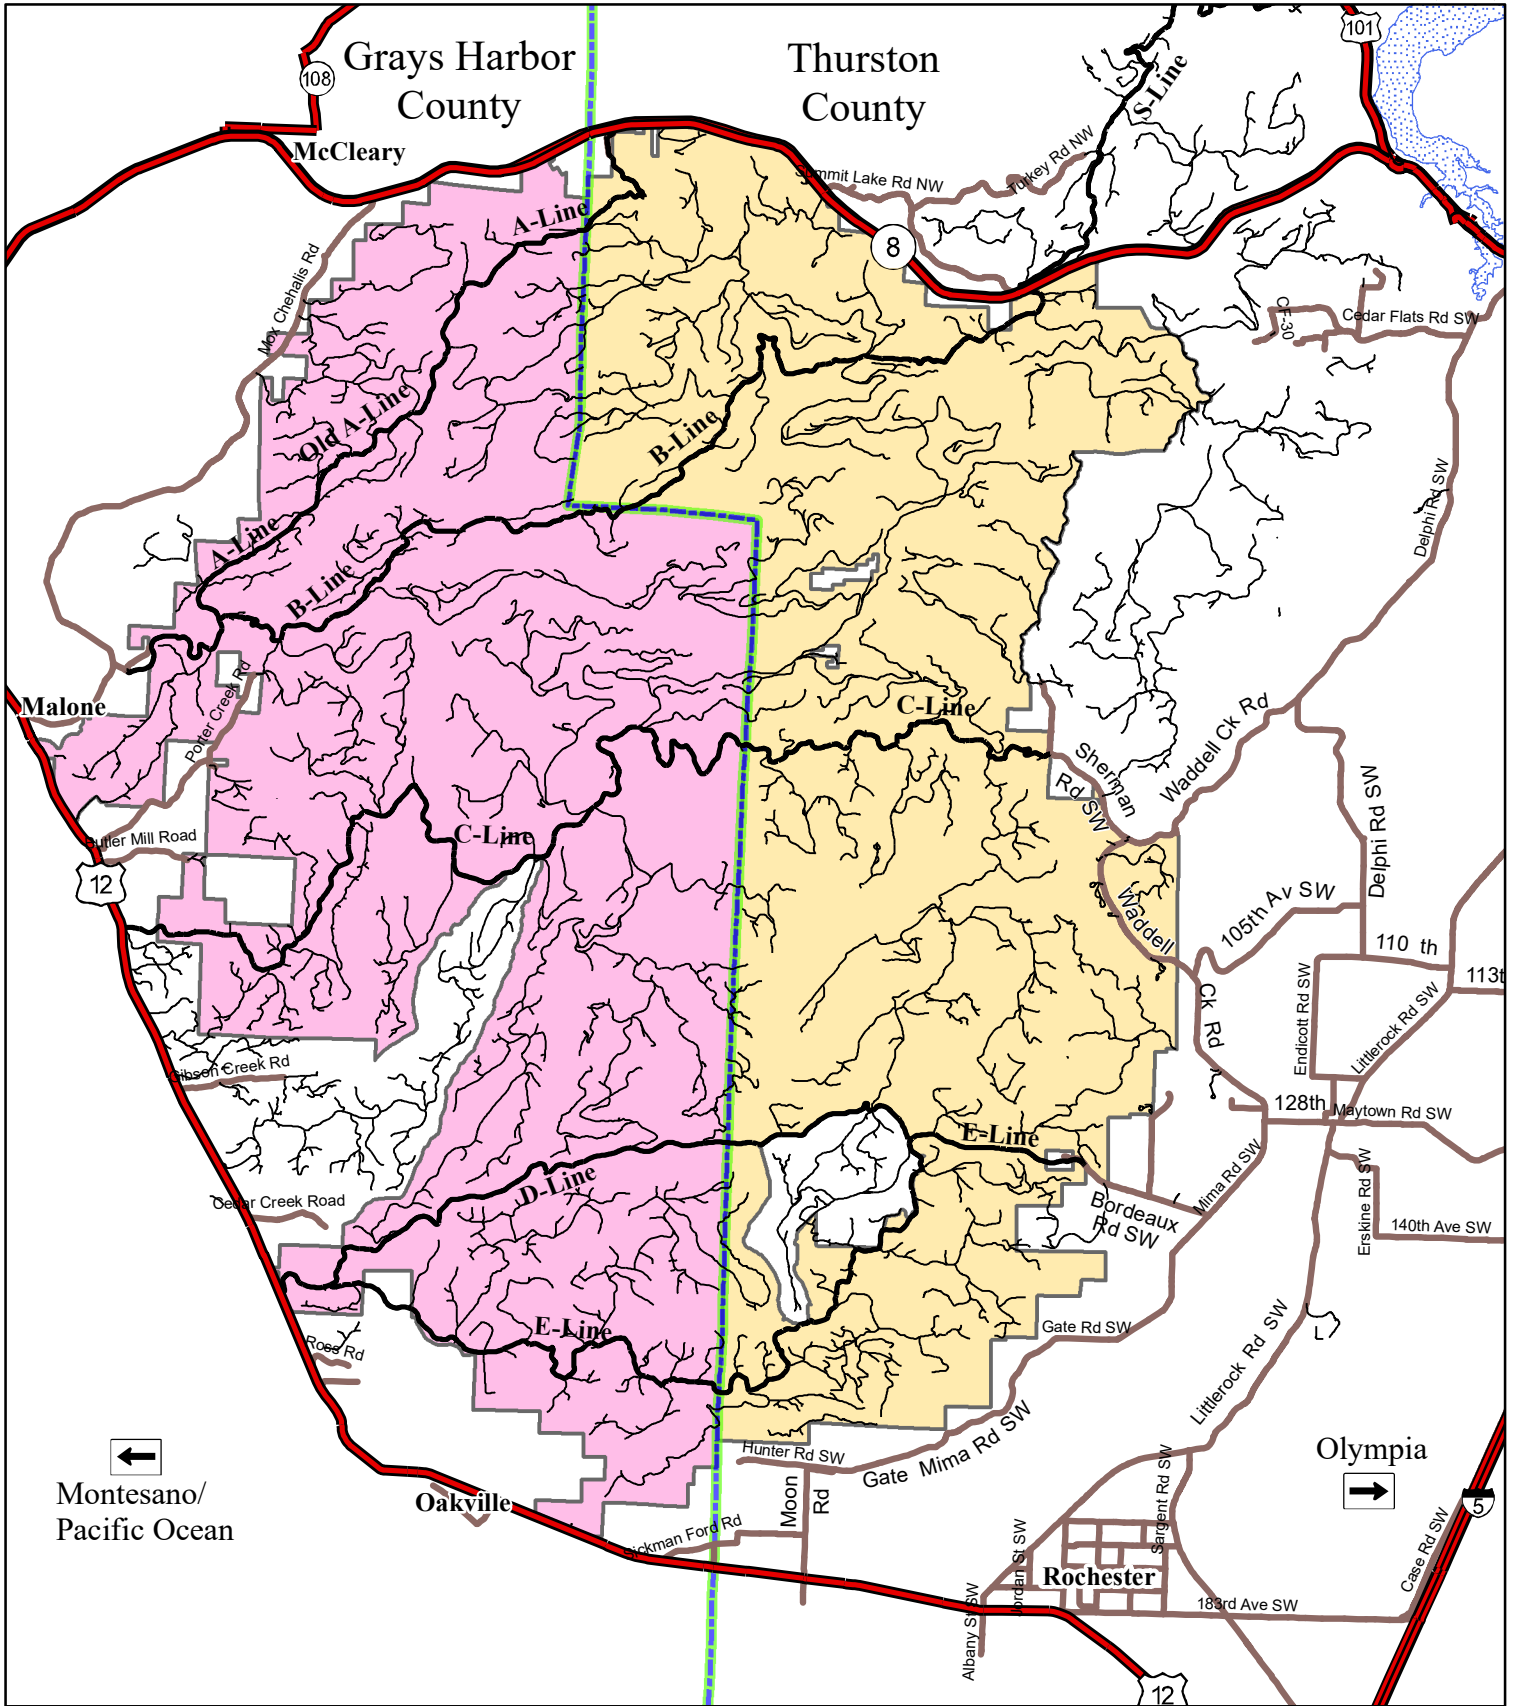 101
Grays Harbor
County
Thurston
County
108
S-Line
McCleary
Turkey Rd NW
Summit Lake Rd NW
A-Line
8
Mox Chehalis Rd
CF-30
Cedar Flats Rd SW
Old A-Line
B-Line
Delphi Rd SW
A-Line
B-Line
Porter Creek Rd
Malone
C-Line
Waddell Ck Rd
Sherman
Rd SW
Delphi Rd SW
C-Line
Butler Mill Road
12
Waddell
Ck Rd
105th Av SW
110 th
113t
Endicott Rd SW
Littlerock Rd SW
Gibson Creek Rd
128th
Maytown Rd SW
E-Line
D-Line
Mima Rd SW
Erskine Rd SW
Cedar Creek Road
Bordeaux
Rd SW
140th Ave SW
E-Line
Gate Rd SW
L
Ross Rd
Littlerock Rd SW
Hunter Rd SW
Gate Mima Rd SW
Olympia
Montesano/
Pacific Ocean
Oakville
Moon
Rd
Sargent Rd SW
5
Sickman Ford Rd
Jordan St SW
Case Rd SW
Rochester
183rd Ave SW
Albany St SW
12